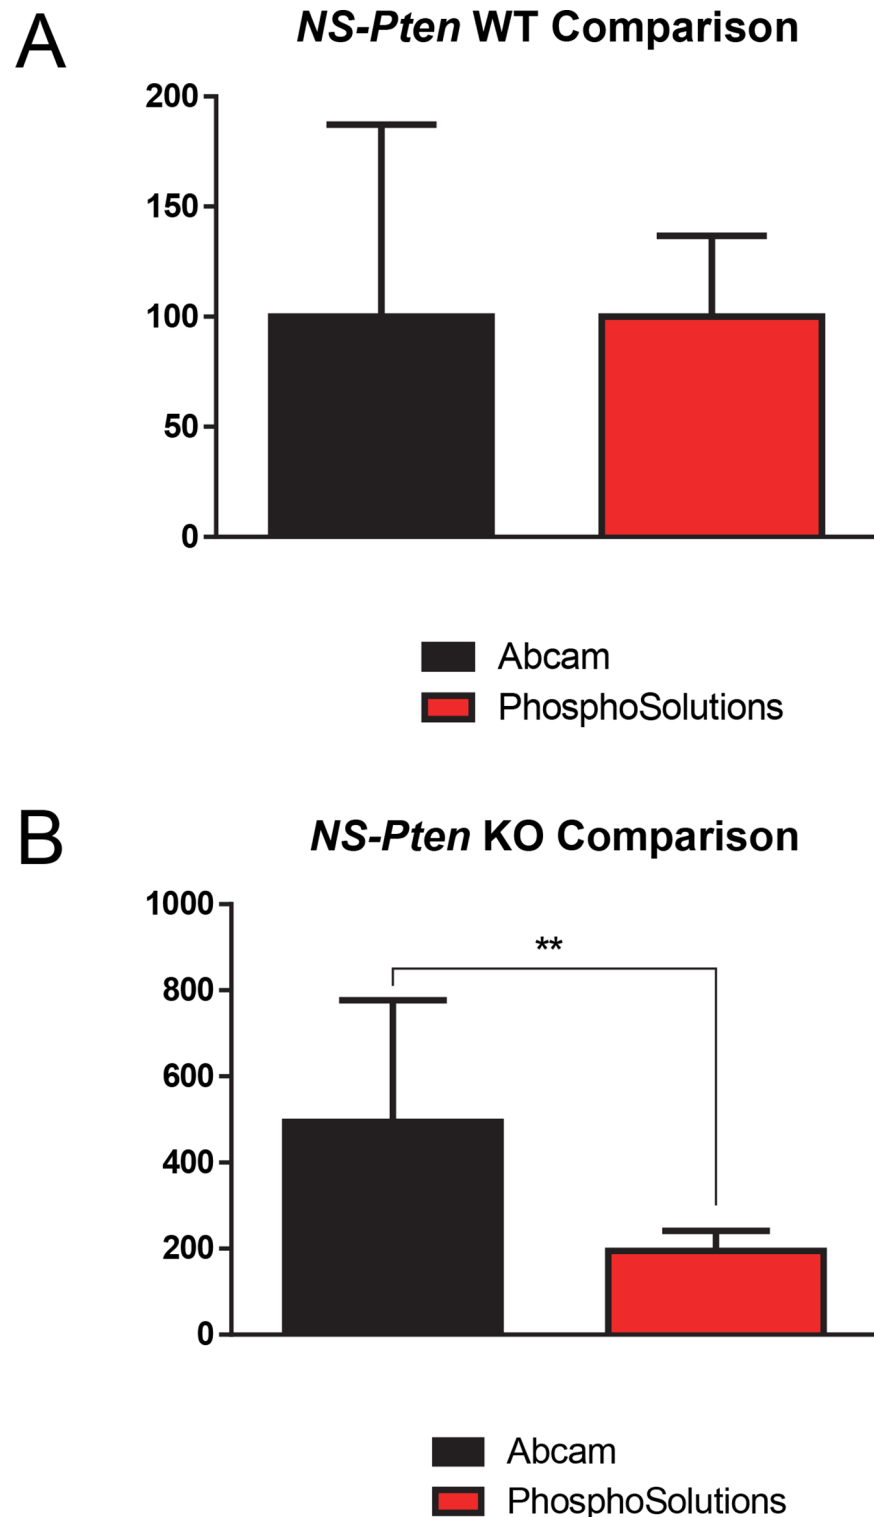 A
NS-Pten WT Comparison
200
150
100
50
0
Abcam
PhosphoSolutions
B
NS-Pten KO Comparison
1000
**
800
600
400
200
0
Abcam
PhosphoSolutions